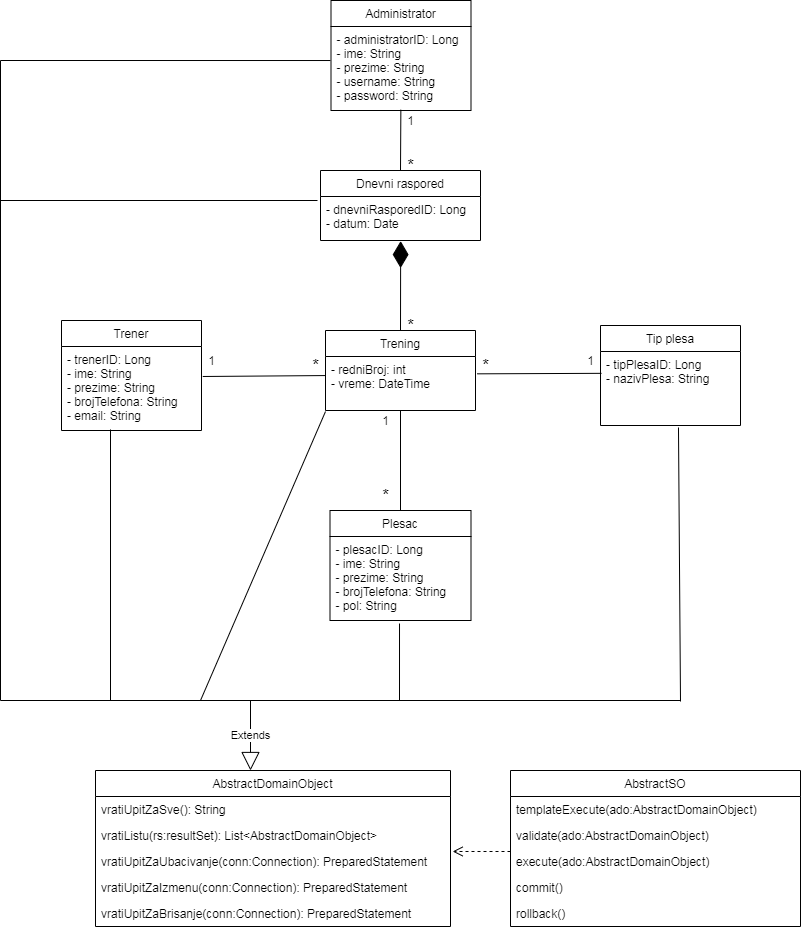 Administrator
- administratorID: Long
- ime: String
- prezime: String
- username: String
- password: String
1
*
Dnevni raspored
- dnevniRasporedID: Long
- datum: Date
*
Trener
- trenerID: Long
- ime: String
- prezime: String
- brojTelefona: String
- email: String
1
*
Trening
- redniBroj: int
- vreme: DateTime
*
1
Tip plesa
- tipPlesaID: Long
- nazivPlesa: String
1
*
Plesac
- plesacID: Long
- ime: String
- prezime: String
- brojTelefona: String
- pol: String
Extends
AbstractDomainObject
vratiUpitZaSve(): String
vratiListu(rs:resultSet): List<AbstractDomainObject>
vratiUpitZaUbacivanje(conn:Connection): PreparedStatement
vratiUpitZaIzmenu(conn:Connection): PreparedStatement
vratiUpitZaBrisanje(conn:Connection): PreparedStatement
AbstractSO
templateExecute(ado:AbstractDomainObject)
validate(ado:AbstractDomainObject)
execute(ado:AbstractDomainObject)
commit()
rollback()